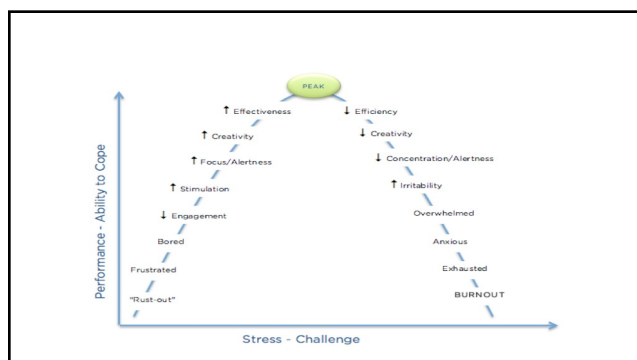 PEAK
↑ Effectiveness
↑ Creativity
↑ Focus/Alertness
↑ Stimulation
↓ Engagement
Bored
Frustrated
"Rust-out"
↓ Efficiency
↓ Creativity
↓ Concentration/Alertness
↑ Irritability
Overwhelmed
Anxious
Exhausted
BURNOUT
Performance - Ability to Cope
Stress - Challenge